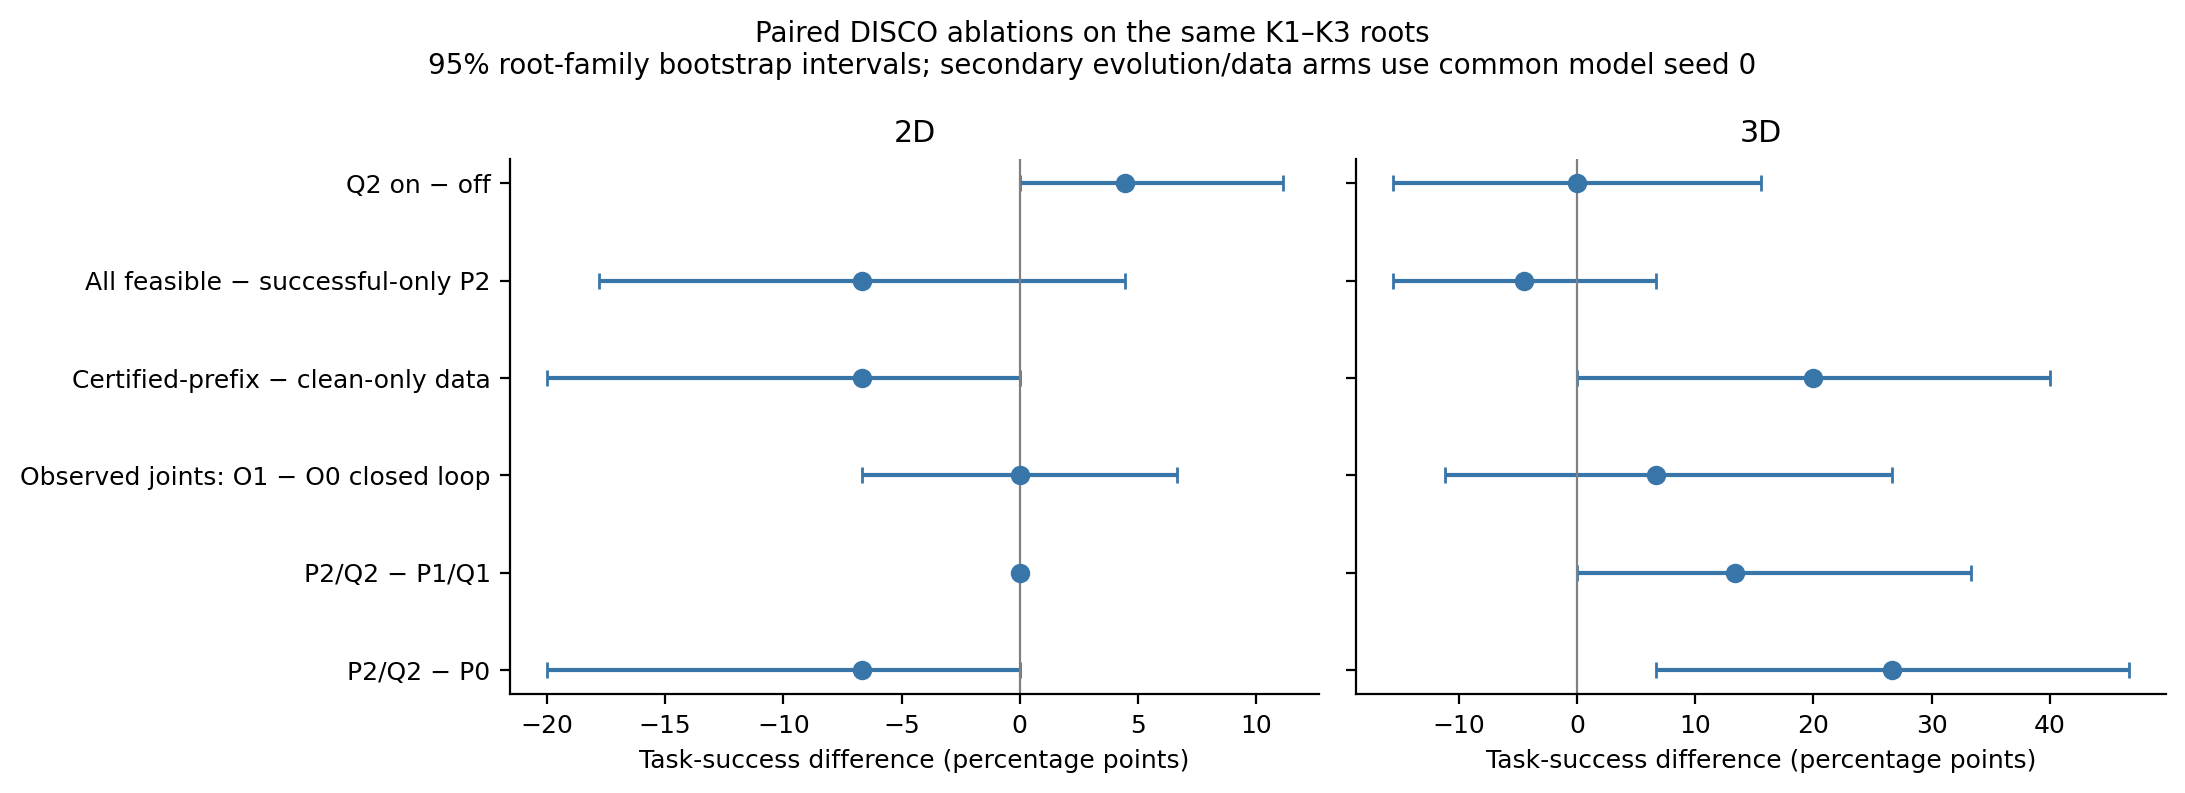 Paired DISCO ablations on the same K1–K3 roots
95% root-family bootstrap intervals; secondary evolution/data arms use common model seed 0
2D
3D
Q2 on − off
All feasible − successful-only P2
Certified-prefix − clean-only data
Observed joints: O1 − O0 closed loop
P2/Q2 − P1/Q1
P2/Q2 − P0
−20 −15 −10 −5 0 5 10
−10 0 10 20 30 40
Task-success difference (percentage points)
Task-success difference (percentage points)